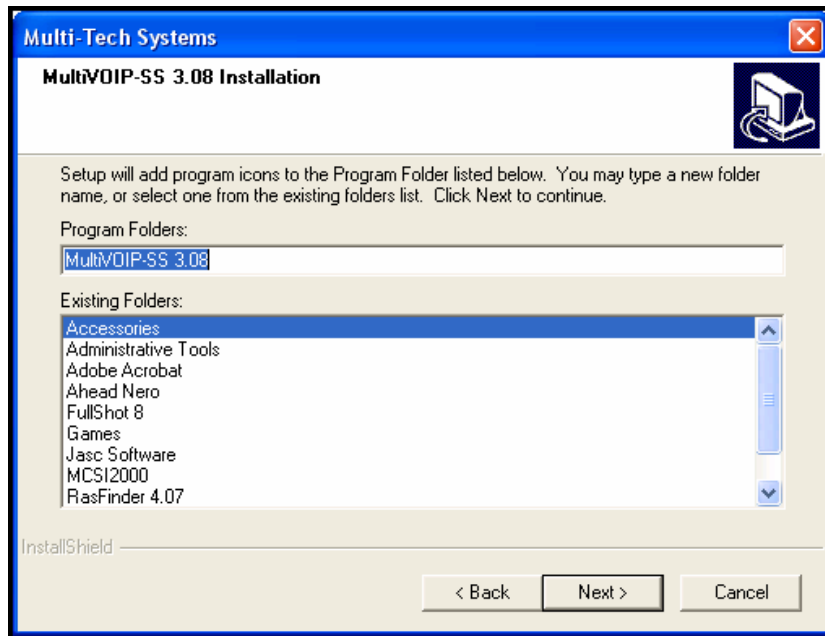 Multi-Tech Systems
MultiVOIP-SS 3.08 Installation
Setup will add program icons to the Program Folder listed below. You may type a new folder
name, or select one from the existing folders list. Click Next to continue.
Program Folders:
MultiVOIP-SS 3.08
Existing Folders:
Accessories
Administrative Tools
Adobe Acrobat
Ahead Nero
FullShot 8
Games
Jasc Software
MCSI2000
RasFinder 4.07
InstallShield
< Back Next > Cancel